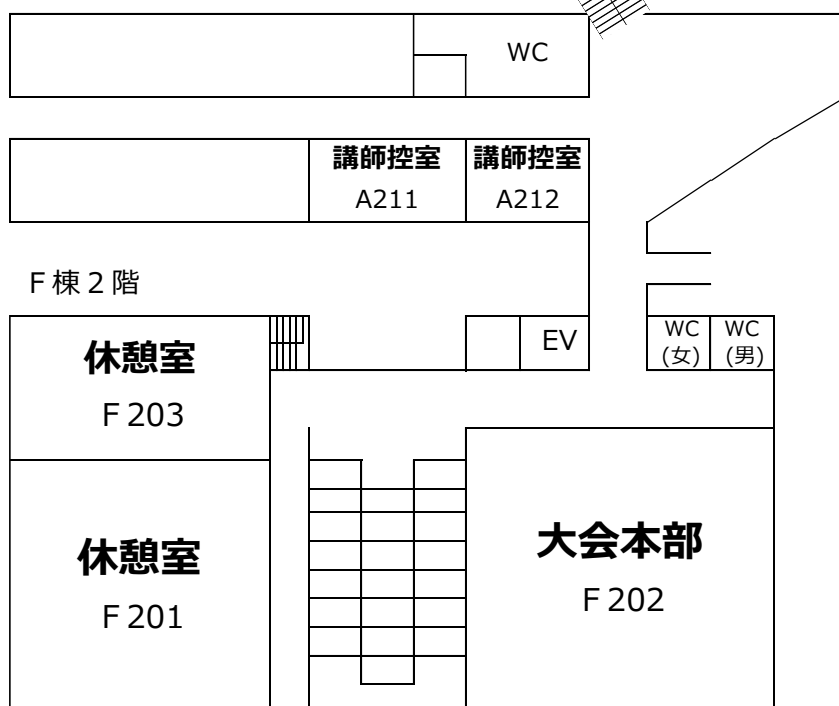 WC
講師控室
A211
講師控室
A212
Ｆ棟２階
休憩室
Ｆ203
EV
WC
(女)
WC
(男)
休憩室
Ｆ201
大会本部
Ｆ202